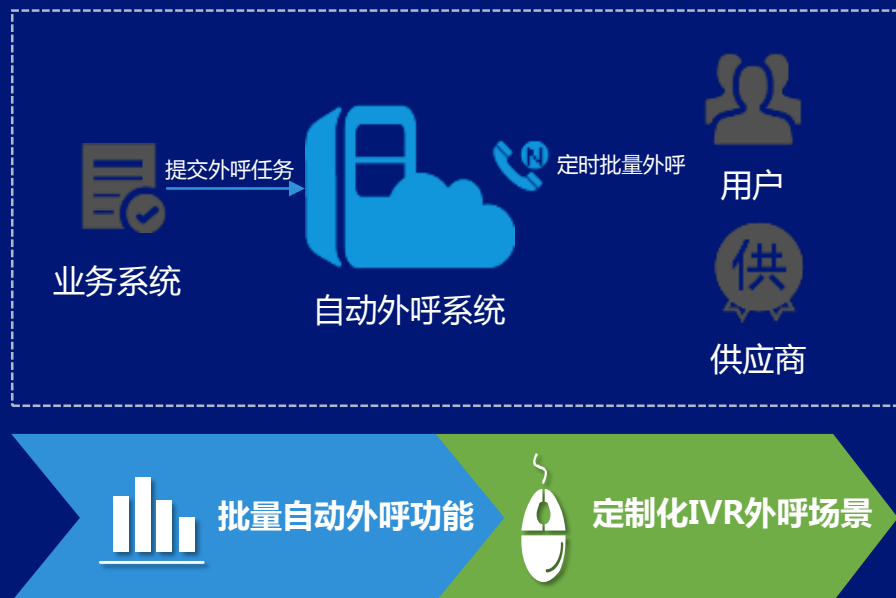 提交外呼任务
定时批量外呼
用户
业务系统
自动外呼系统
供
供应商
批量自动外呼功能
定制化IVR外呼场景